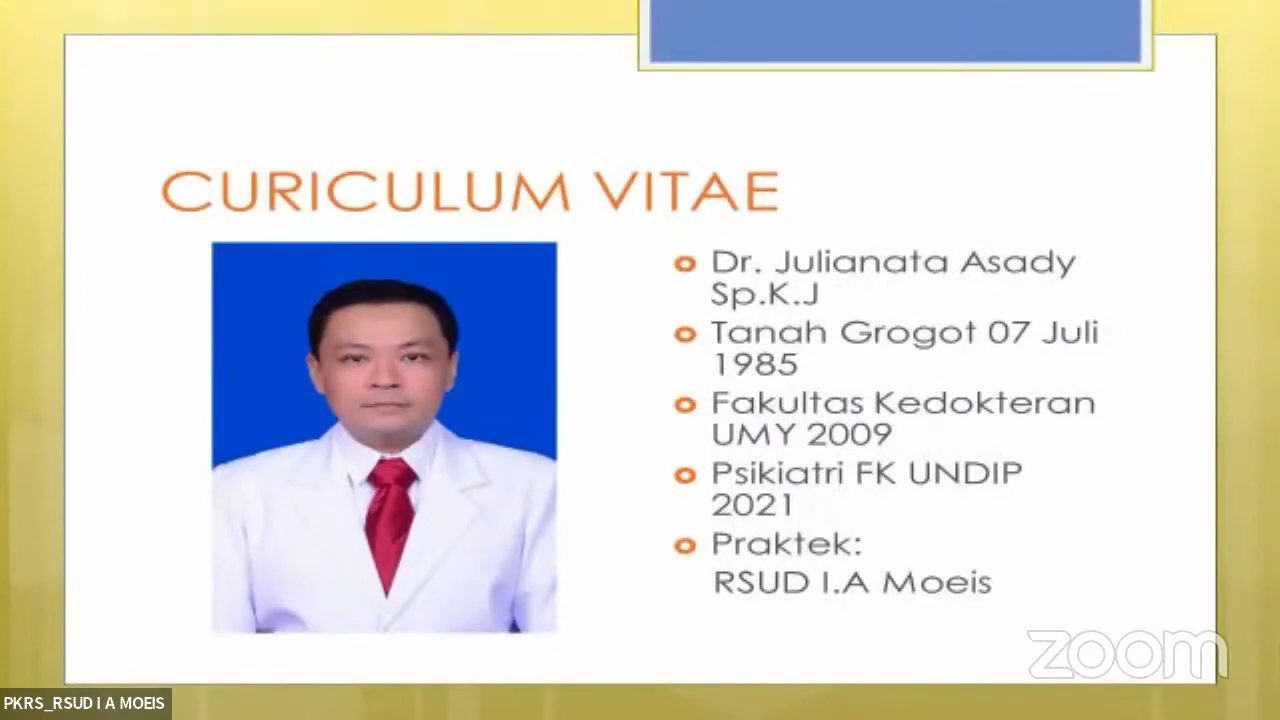 CURICULUM VITAE
Dr. Julianata Asady
Sp.K.J
Tanah Grogot 07 Juli
1985
Fakultas Kedokteran
UMY 2009
Psikiatri FK UNDIP
2021
Praktek:
RSUD I.A Moeis
zoom
PKRS_RSUD I A MOEIS